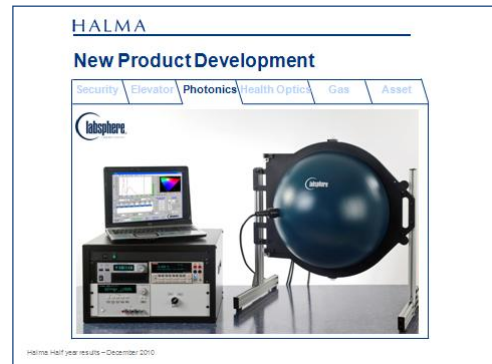 HALMA
New Product Development
Security Elevator Photonics Health Optics Gas Asset
labsphere
labsphere
Halma Half year results – December 2010